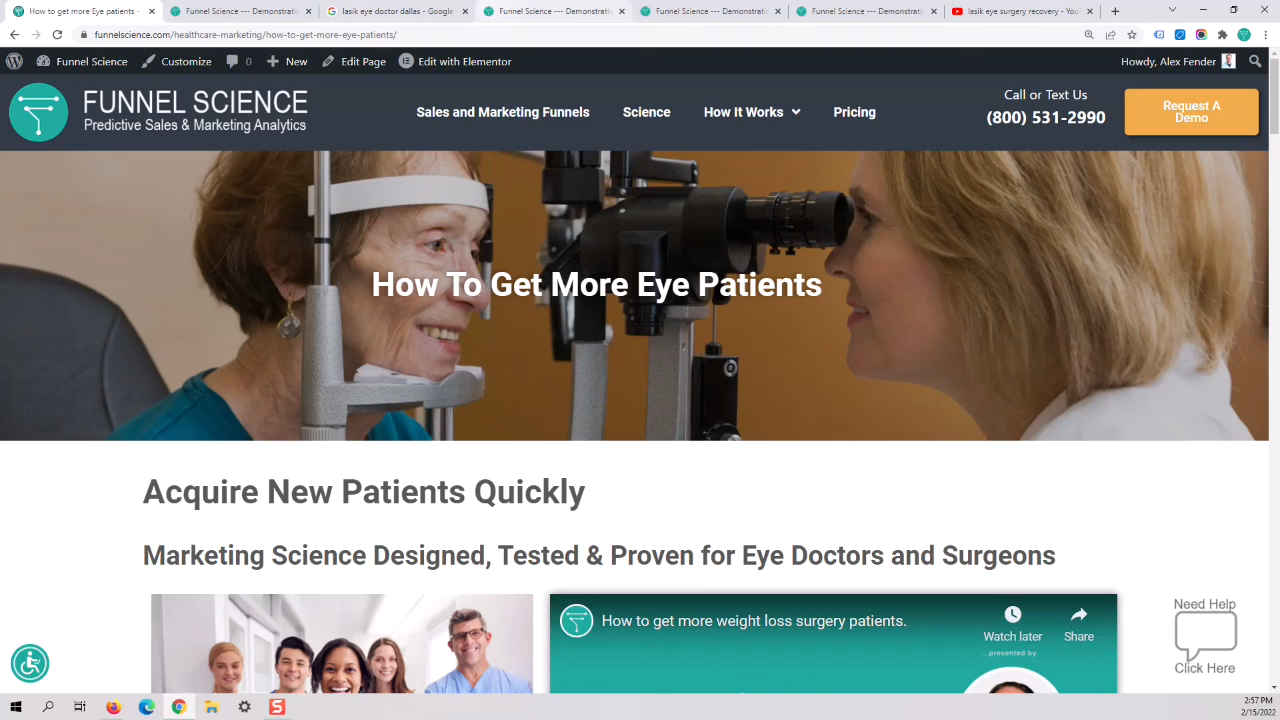 How to get more eye patients -
Funnel Science --- Demonstratio
lasik eye doctor dallas - Google
Funnel Science --- Demonstratio
Funnel Science --- Demonstratio
Funnel Science --- Demonstratio
lasik eye surgery recovery - You
funnelscience.com/healthcare-marketing/how-to-get-more-eye-patients/
Funnel Science
Customize
0
New
Edit Page
Edit with Elementor
Howdy, Alex Fender
FUNNEL SCIENCE
Predictive Sales & Marketing Analytics
Sales and Marketing Funnels
Science
How It Works
Pricing
Call or Text Us
(800) 531-2990
Request A
Demo
How To Get More Eye Patients
Acquire New Patients Quickly
Marketing Science Designed, Tested & Proven for Eye Doctors and Surgeons
How to get more weight loss surgery patients.
Watch later
Share
...presented by
Need Help
Click Here
2:57 PM
2/15/2022